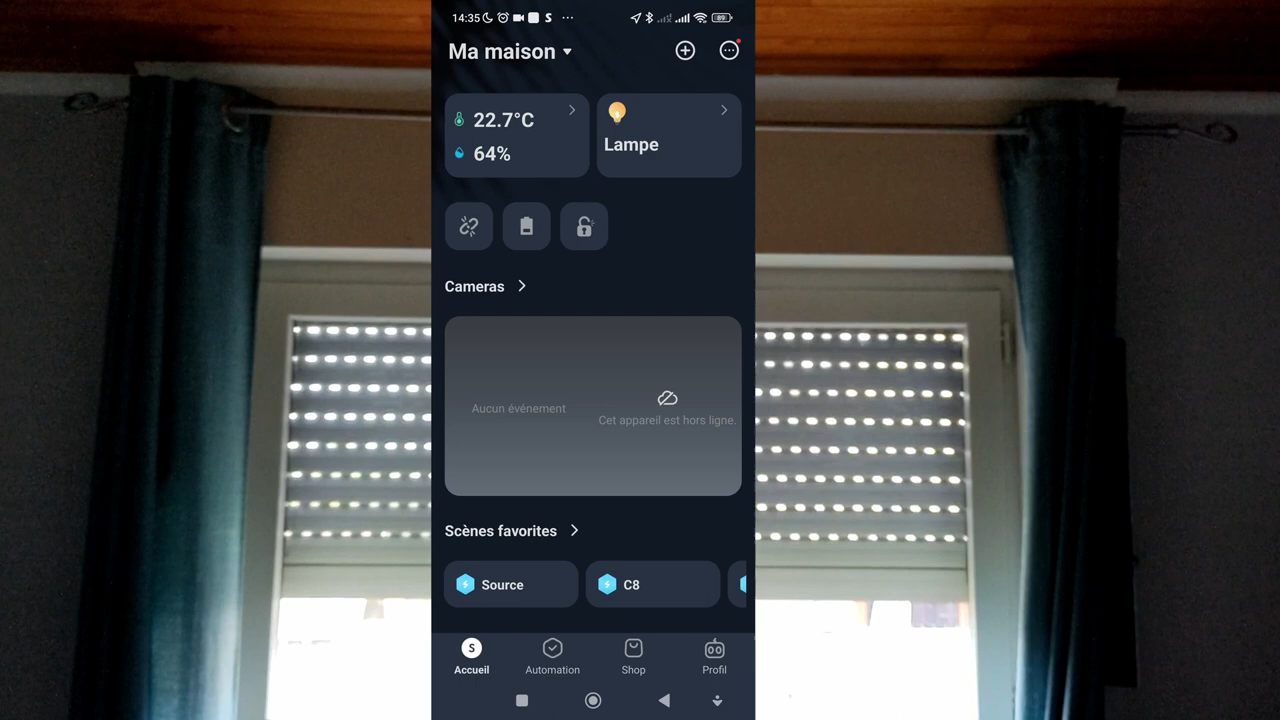 14:35
89
Ma maison
22.7°C
64%
Lampe
Cameras
Aucun événement
Cet appareil est hors ligne.
Scènes favorites
Source
C8
S
Accueil
Automation
Shop
Profil